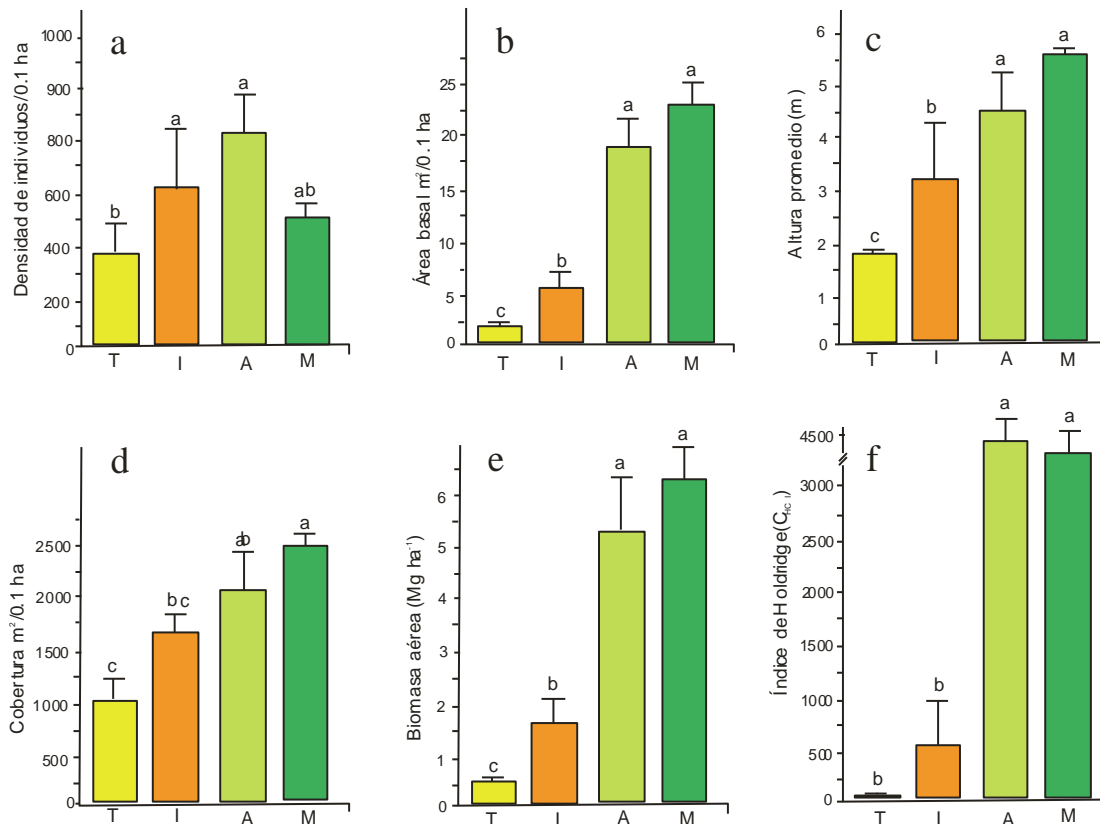 a
Densidad de individuos/0.1 ha
1000
900
800
600
400
200
0
b
a
a
ab
T I A M
b
Área basal m²/0.1 ha
25
20
15
10
5
0
c
b
a
a
T I A M
c
Altura promedio (m)
6
5
4
3
2
1
0
c
b
a
a
T I A M
d
Cobertura m²/0.1 ha
2500
2000
1500
1000
500
0
c
bc
ab
a
T I A M
e
Biomasa aérea (Mg ha⁻¹)
6
5
4
3
2
1
0
c
b
a
a
T I A M
f
Índice de Holdridge (C HC I)
4500
3000
2500
2000
1500
1000
500
0
b
b
a
a
T I A M